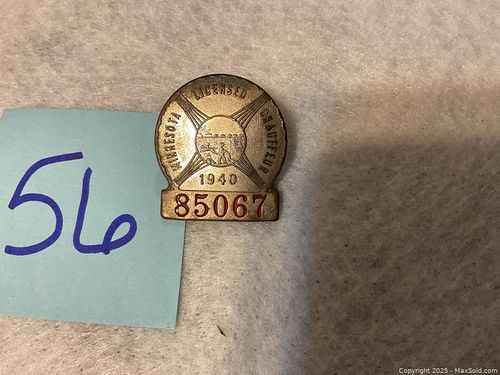 56
MINNESOTA LICENSED CHAUFFEUR
1940
85067
Copyright 2025 - MaxSold.com